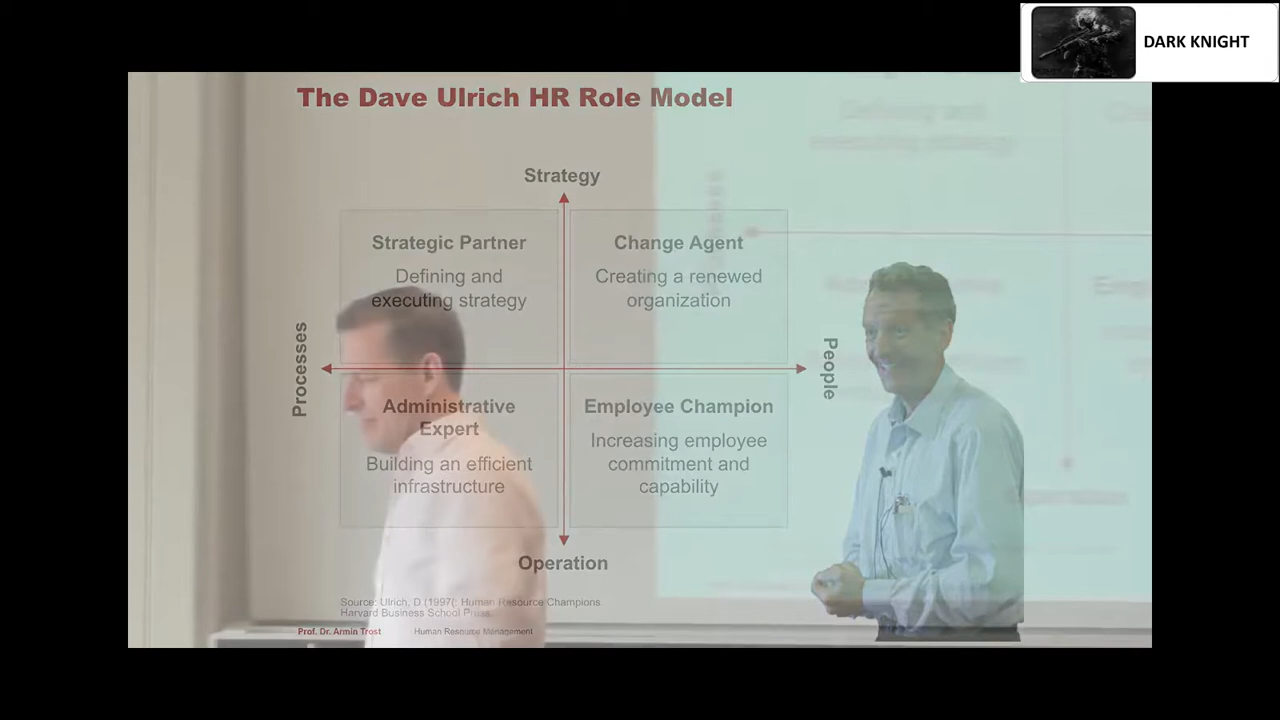 DARK KNIGHT
The Dave Ulrich HR Role Model
Strategy
Strategic Partner
Defining and
executing strategy
Change Agent
Creating a renewed
organization
Processes
People
Administrative
Expert
Building an efficient
infrastructure
Employee Champion
Increasing employee
commitment and
capability
Operation
Source: Ulrich, D (1997(: Human Resource Champions.
Harvard Business School Press.
Prof. Dr. Armin Trost Human Resource Management